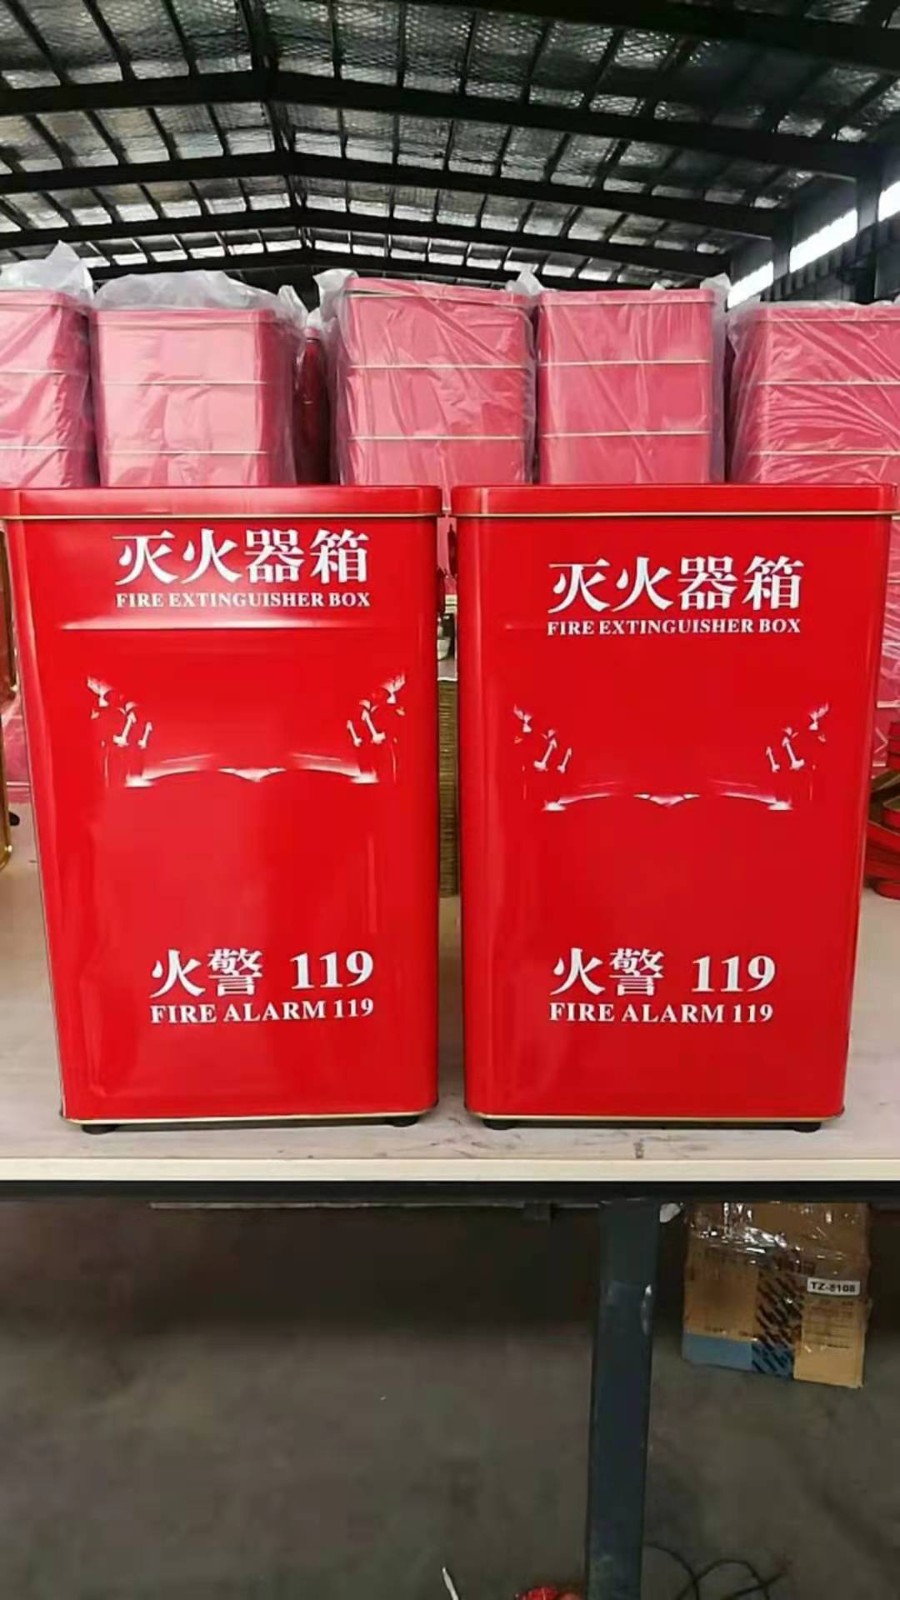 灭火器箱
FIRE EXTINGUISHER BOX
火警 119
FIRE ALARM 119
灭火器箱
FIRE EXTINGUISHER BOX
火警 119
FIRE ALARM 119
TZ-8108